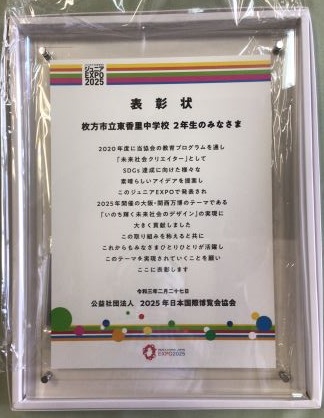 ジュニア
EXPO
2025
表彰状
枚方市立東香里中学校 2年生のみなさま
2020年度に当協会の教育プログラムを通し
「未来社会クリエイター」として
SDGs達成に向けた様々な
素晴らしいアイデアを提案し
このジュニアEXPOで発表され
2025年開催の大阪・関西万博のテーマである
「いのち輝く未来社会のデザイン」の実現に
大きく貢献しました
この取り組みを称えると共に
これからもみなさまひとりひとりが活躍し
このテーマを実現されていくことを願い
ここに表彰します
令和三年二月二十七日
公益社団法人 2025年日本国際博覧会協会
OSAKA, KANSAI, JAPAN
EXPO2025